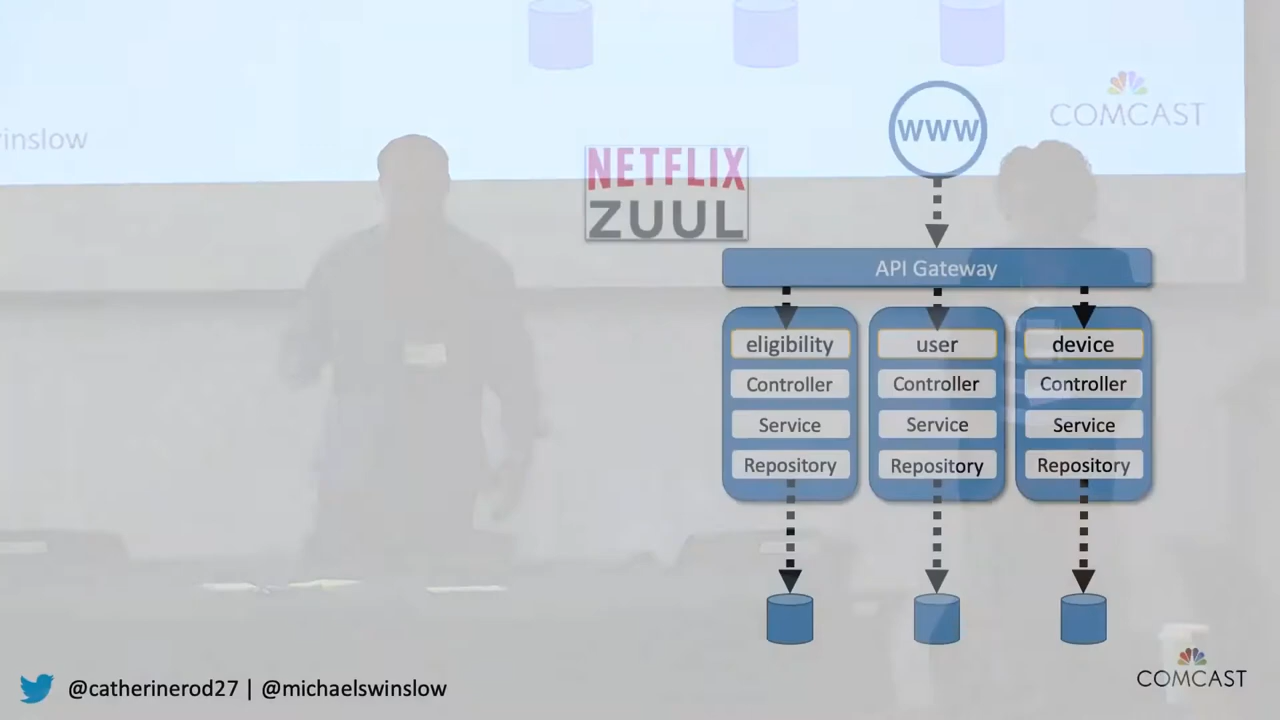 inslow
COMCAST
WWW
NETFLIX
ZUUL
API Gateway
eligibility
user
device
Controller
Controller
Controller
Service
Service
Service
Repository
Repository
Repository
@catherinerod27 | @michaelswinslow
COMCAST